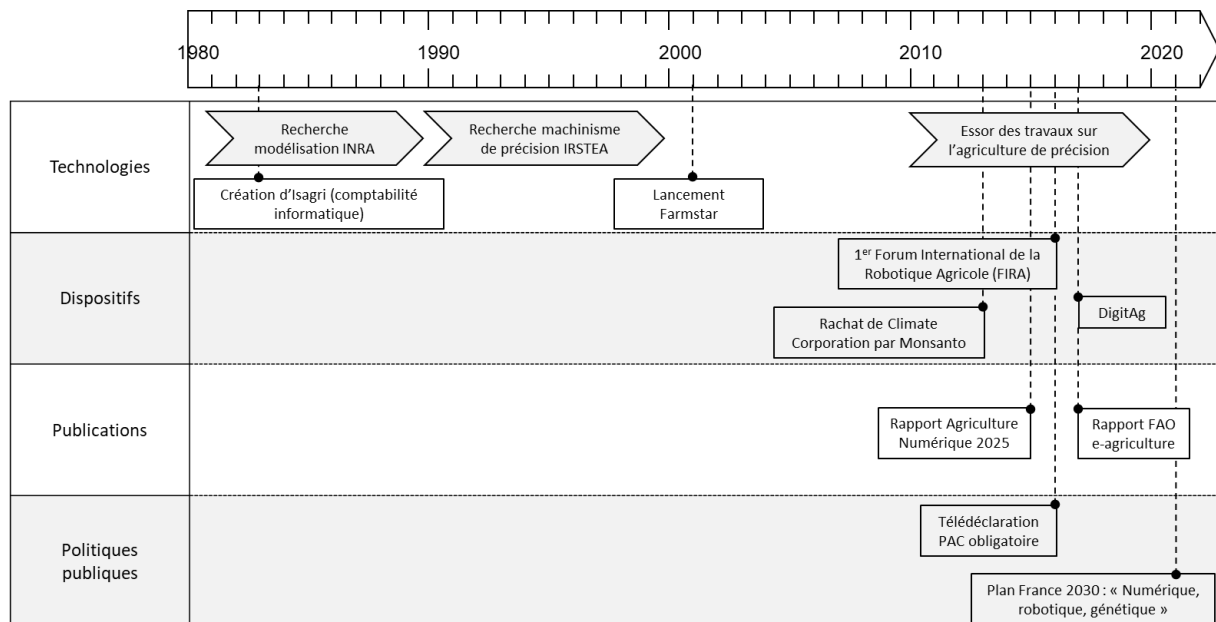 1980
1990
2000
2010
2020
Technologies
Recherche
modélisation INRA
Recherche machinisme
de précision IRSTEA
Essor des travaux sur
l’agriculture de précision
Création d’Isagri (comptabilité
informatique)
Lancement
Farmstar
Dispositifs
1er Forum International de la
Robotique Agricole (FIRA)
DigitAg
Rachat de Climate
Corporation par Monsanto
Publications
Rapport Agriculture
Numérique 2025
Rapport FAO
e-agriculture
Politiques
publiques
Télédéclaration
PAC obligatoire
Plan France 2030 : « Numérique,
robotique, génétique »